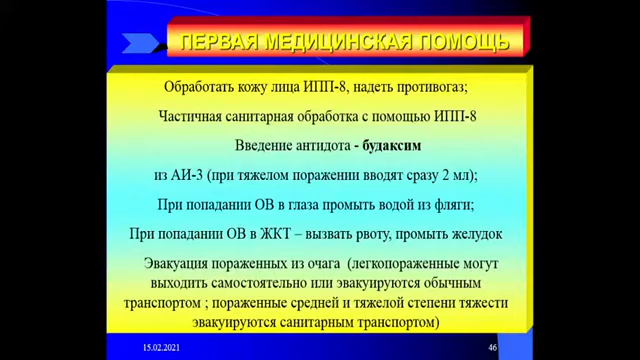 ПЕРВАЯ МЕДИЦИНСКАЯ ПОМОЩЬ
Обработать кожу лица ИПП-8, надеть противогаз;
Частичная санитарная обработка с помощью ИПП-8
Введение антидота - будаксим
из АИ-3 (при тяжелом поражении вводят сразу 2 мл);
При попадании ОВ в глаза промыть водой из фляги;
При попадании ОВ в ЖКТ – вызвать рвоту, промыть желудок
Эвакуация пораженных из очага (легкопораженные могут
выходить самостоятельно или эвакуируются обычным
транспортом ; пораженные средней и тяжелой степени тяжести
эвакуируются санитарным транспортом)
15.02.2021
46